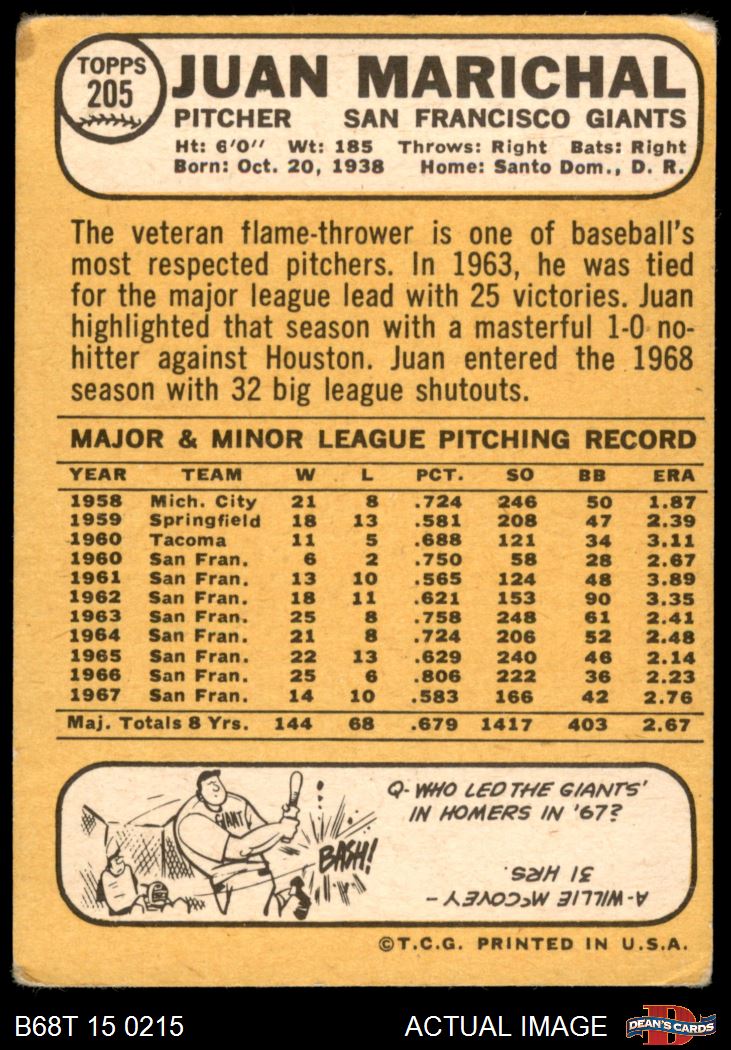 TOPPS
205
JUAN MARICHAL
PITCHER SAN FRANCISCO GIANTS
Ht: 6'0'' Wt: 185 Throws: Right Bats: Right
Born: Oct. 20, 1938 Home: Santo Dom., D. R.
The veteran flame-thrower is one of baseball's
most respected pitchers. In 1963, he was tied
for the major league lead with 25 victories. Juan
highlighted that season with a masterful 1-0 no-
hitter against Houston. Juan entered the 1968
season with 32 big league shutouts.
MAJOR & MINOR LEAGUE PITCHING RECORD
YEAR TEAM W L PCT. SO BB ERA
1958 Mich. City 21 8 .724 246 50 1.87
1959 Springfield 18 13 .581 208 47 2.39
1960 Tacoma 11 5 .688 121 34 3.11
1960 San Fran. 6 2 .750 58 28 2.67
1961 San Fran. 13 10 .565 124 48 3.89
1962 San Fran. 18 11 .621 153 90 3.35
1963 San Fran. 25 8 .758 248 61 2.41
1964 San Fran. 21 8 .724 206 52 2.48
1965 San Fran. 22 13 .629 240 46 2.14
1966 San Fran. 25 6 .806 222 36 2.23
1967 San Fran. 14 10 .583 166 42 2.76
Maj. Totals 8 Yrs. 144 68 .679 1417 403 2.67
GIANT
BASH!
Q- WHO LED THE GIANTS'
IN HOMERS IN '67?
A-WILLIE McCOVEY –
31 HRS.
©T.C.G. PRINTED IN U.S.A.
B68T 15 0215 ACTUAL IMAGE
DEAN'S CARDS